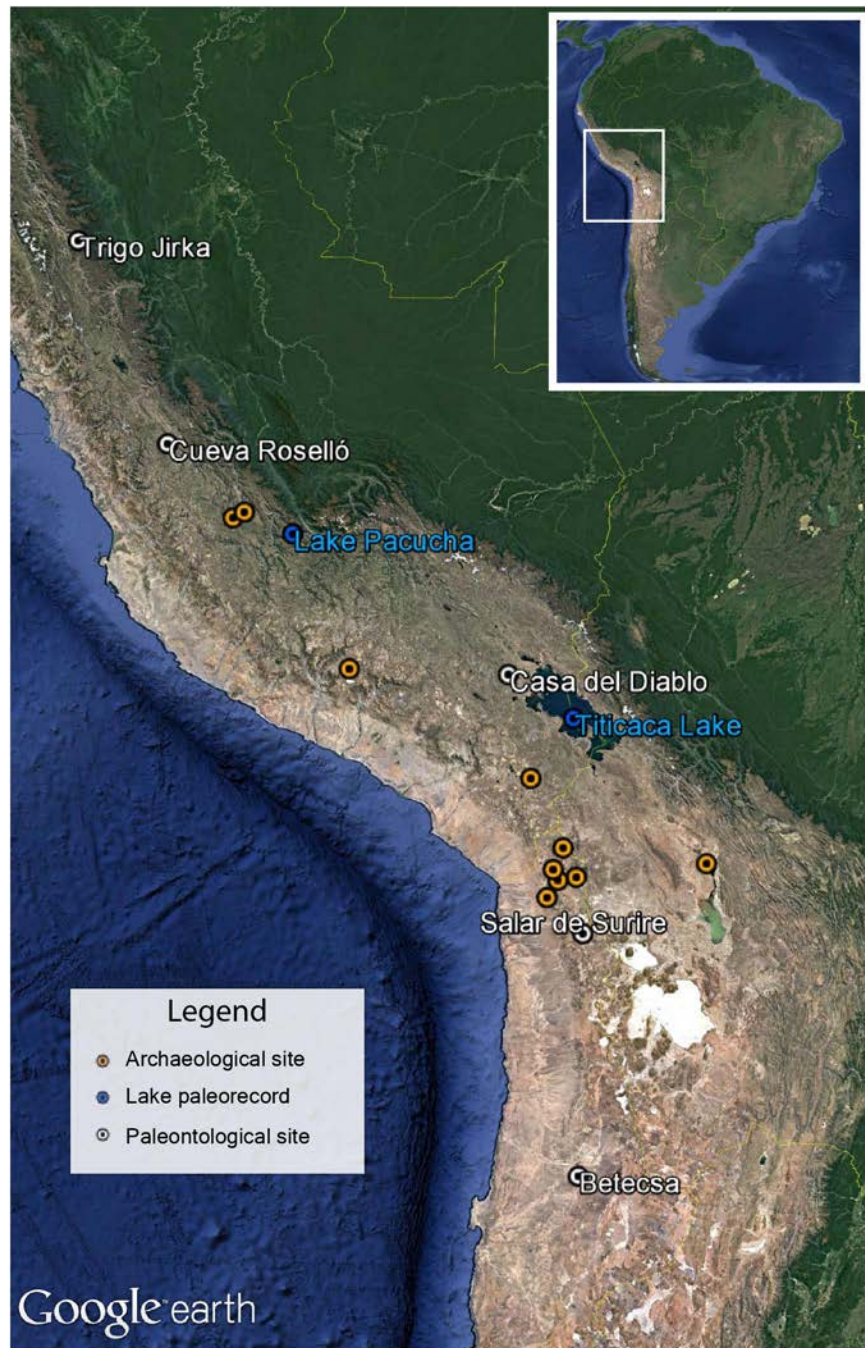 Trigo Jirka
Cueva Roselló
Lake Pacucha
Casa del Diablo
Titicaca Lake
Salar de Surire
Legend
Archaeological site
Lake paleorecord
Paleontological site
Betecsa
Google earth